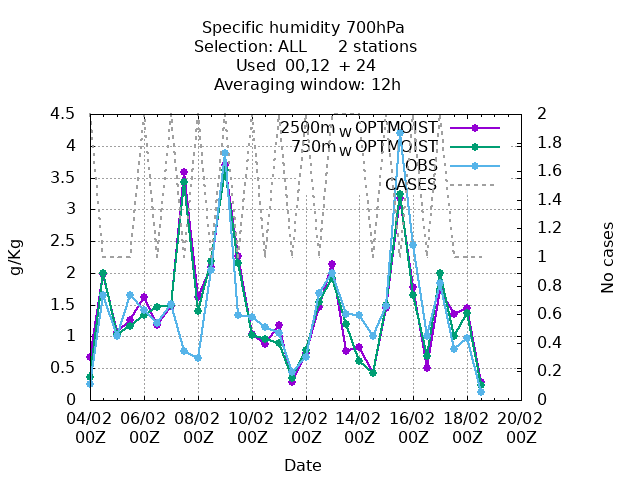 Specific humidity 700hPa
Selection: ALL 2 stations
Used 00,12 + 24
Averaging window: 12h
2500m_W OPTMOIST
750m_W OPTMOIST
OBS
CASES
4.5
4
3.5
3
2.5
2
1.5
1
0.5
0
g/Kg
2
1.8
1.6
1.4
1.2
1
0.8
0.6
0.4
0.2
0
No cases
04/02 06/02 08/02 10/02 12/02 14/02 16/02 18/02 20/02
00Z 00Z 00Z 00Z 00Z 00Z 00Z 00Z 00Z
Date